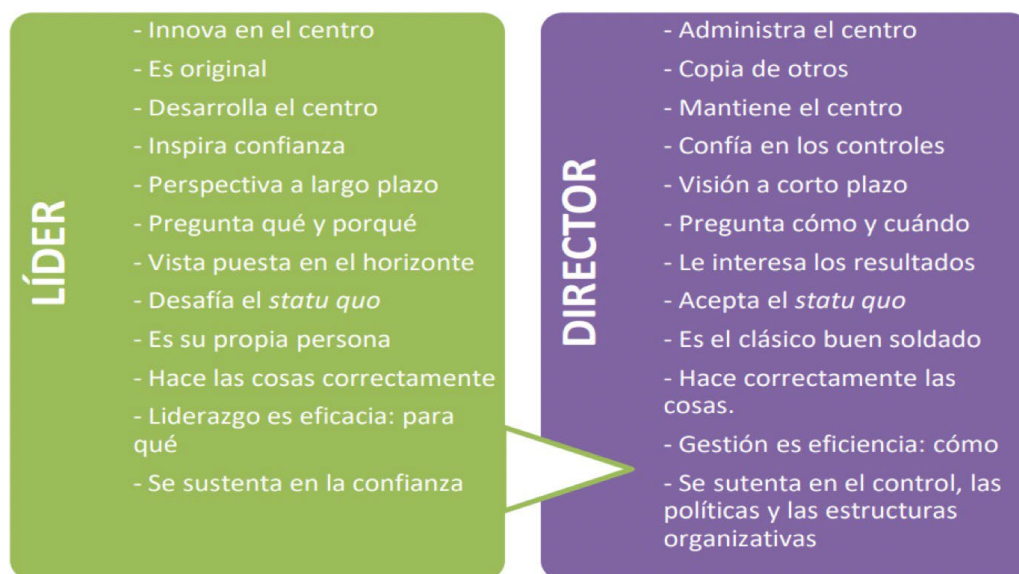 LÍDER
- Innova en el centro
- Es original
- Desarrolla el centro
- Inspira confianza
- Perspectiva a largo plazo
- Pregunta qué y porqué
- Vista puesta en el horizonte
- Desafía el statu quo
- Es su propia persona
- Hace las cosas correctamente
- Liderazgo es eficacia: para
qué
- Se sustenta en la confianza
DIRECTOR
- Administra el centro
- Copia de otros
- Mantiene el centro
- Confía en los controles
- Visión a corto plazo
- Pregunta cómo y cuándo
- Le interesa los resultados
- Acepta el statu quo
- Es el clásico buen soldado
- Hace correctamente las
cosas.
- Gestión es eficiencia: cómo
- Se sutenta en el control, las
políticas y las estructuras
organizativas